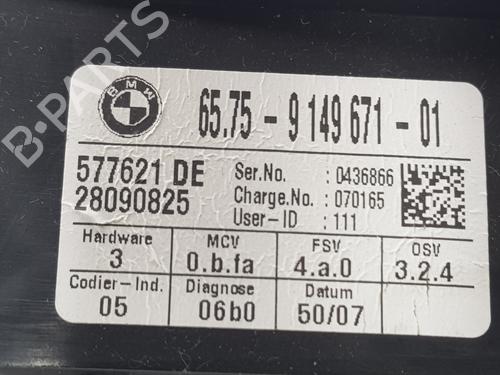 BMW
65.75 - 9 149 671 - 01
577621 DE
28090825
Ser.No. : 0436866
Charge.No. : 070165
User-ID : 111
Hardware MCV FSV OSV
3 0.b.fa 4.a.0 3.2.4
Codier-Ind. Diagnose Datum
05 06b0 50/07
B-PARTS